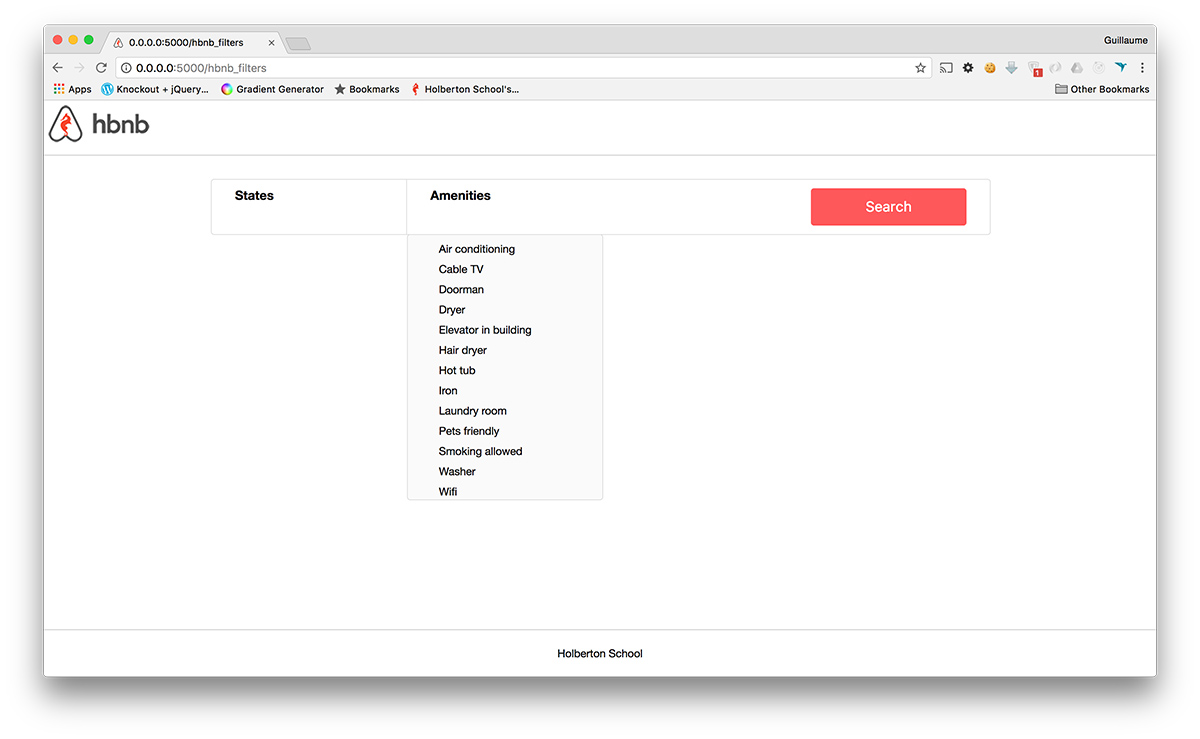 0.0.0.0:5000/hbnb_filters
Guillaume
0.0.0.0:5000/hbnb_filters
1
Apps Knockout + jQuery... Gradient Generator Bookmarks Holberton School's... Other Bookmarks
hbnb
States Amenities Search
Air conditioning
Cable TV
Doorman
Dryer
Elevator in building
Hair dryer
Hot tub
Iron
Laundry room
Pets friendly
Smoking allowed
Washer
Wifi
Holberton School